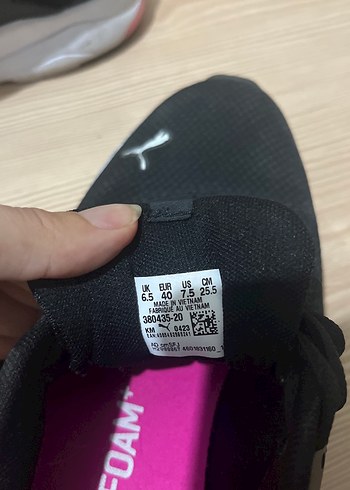 UK EUR US CM
6.5 40 7.5 25.5
MADE IN VIETNAM
FABRIQUÉ AU VIETNAM
380435-20
KM 0423
FOAM+